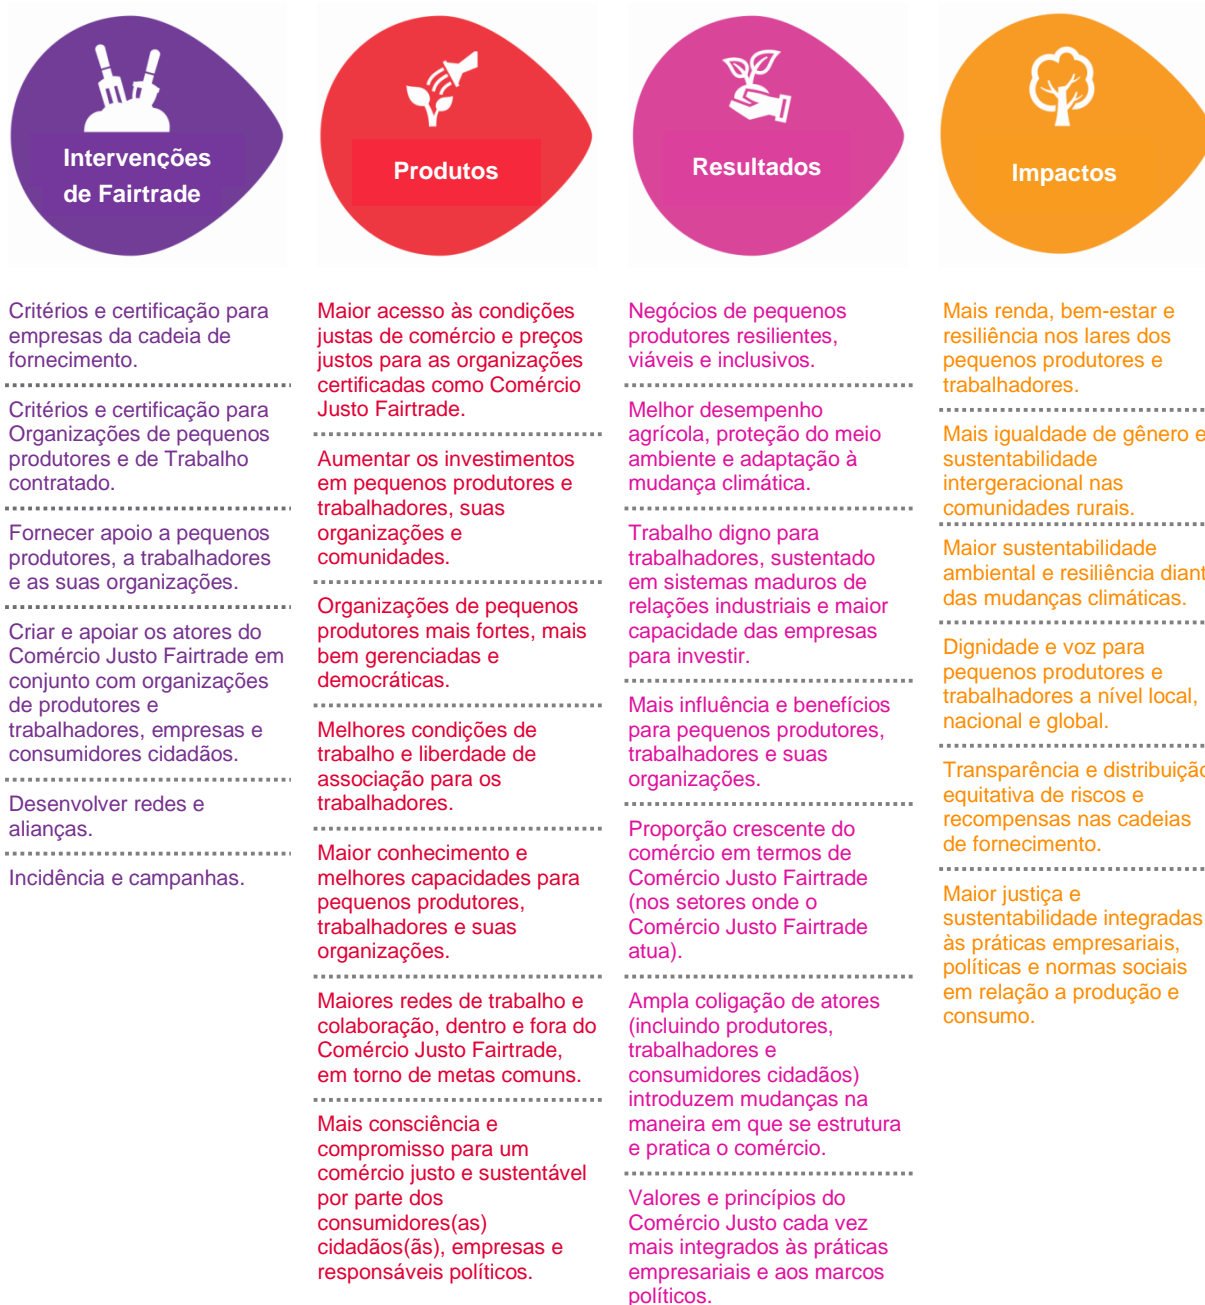 Intervenções
de Fairtrade
Critérios e certificação para
empresas da cadeia de
fornecimento.
Critérios e certificação para
Organizações de pequenos
produtores e de Trabalho
contratado.
Fornecer apoio a pequenos
produtores, a trabalhadores
e as suas organizações.
Criar e apoiar os atores do
Comércio Justo Fairtrade em
conjunto com organizações
de produtores e
trabalhadores, empresas e
consumidores cidadãos.
Desenvolver redes e
alianças.
Incidência e campanhas.
Produtos
Maior acesso às condições
justas de comércio e preços
justos para as organizações
certificadas como Comércio
Justo Fairtrade.
Aumentar os investimentos
em pequenos produtores e
trabalhadores, suas
organizações e
comunidades.
Organizações de pequenos
produtores mais fortes, mais
bem gerenciadas e
democráticas.
Melhores condições de
trabalho e liberdade de
associação para os
trabalhadores.
Maior conhecimento e
melhores capacidades para
pequenos produtores,
trabalhadores e suas
organizações.
Maiores redes de trabalho e
colaboração, dentro e fora do
Comércio Justo Fairtrade,
em torno de metas comuns.
Mais consciência e
compromisso para um
comércio justo e sustentável
por parte dos
consumidores(as)
cidadãos(ãs), empresas e
responsáveis políticos.
Resultados
Negócios de pequenos
produtores resilientes,
viáveis e inclusivos.
Melhor desempenho
agrícola, proteção do meio
ambiente e adaptação à
mudança climática.
Trabalho digno para
trabalhadores, sustentado
em sistemas maduros de
relações industriais e maior
capacidade das empresas
para investir.
Mais influência e benefícios
para pequenos produtores,
trabalhadores e suas
organizações.
Proporção crescente do
comércio em termos de
Comércio Justo Fairtrade
(nos setores onde o
Comércio Justo Fairtrade
atua).
Ampla coligação de atores
(incluindo produtores,
trabalhadores e
consumidores cidadãos)
introduzem mudanças na
maneira em que se estrutura
e pratica o comércio.
Valores e princípios do
Comércio Justo cada vez
mais integrados às práticas
empresariais e aos marcos
políticos.
Impactos
Mais renda, bem-estar e
resiliência nos lares dos
pequenos produtores e
trabalhadores.
Mais igualdade de gênero e
sustentabilidade
intergeracional nas
comunidades rurais.
Maior sustentabilidade
ambiental e resiliência diant
das mudanças climáticas.
Dignidade e voz para
pequenos produtores e
trabalhadores a nível local,
nacional e global.
Transparência e distribuição
equitativa de riscos e
recompensas nas cadeias
de fornecimento.
Maior justiça e
sustentabilidade integradas
às práticas empresariais,
políticas e normas sociais
em relação a produção e
consumo.